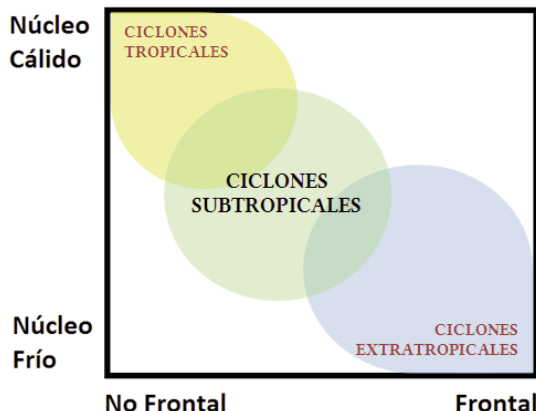 Núcleo
Cálido
CICLONES
TROPICALES
CICLONES
SUBTROPICALES
Núcleo
Frío
CICLONES
EXTRATROPICALES
No Frontal
Frontal